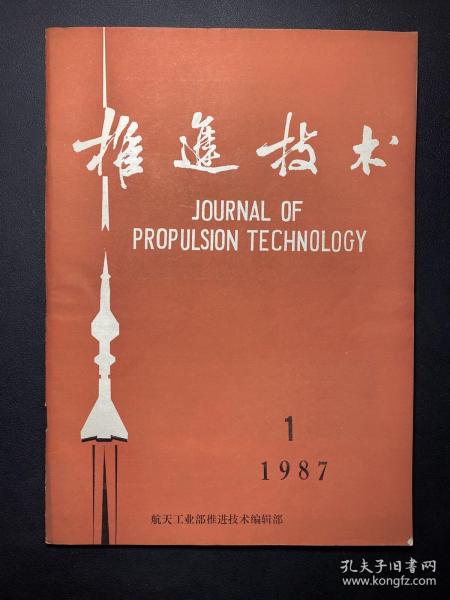 推進技术
JOURNAL OF
PROPULSION TECHNOLOGY
1
1987
航天工业部推进技术编辑部
孔夫子旧书网
www.kongfz.com